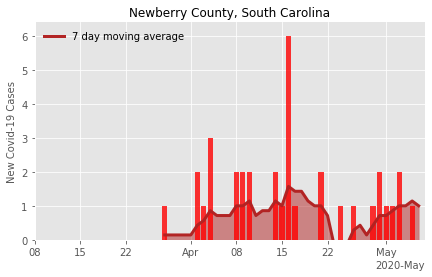 Newberry County, South Carolina
7 day moving average
New Covid-19 Cases
6
5
4
3
2
1
0
08 15 22 Apr 08 15 22 May
2020-May